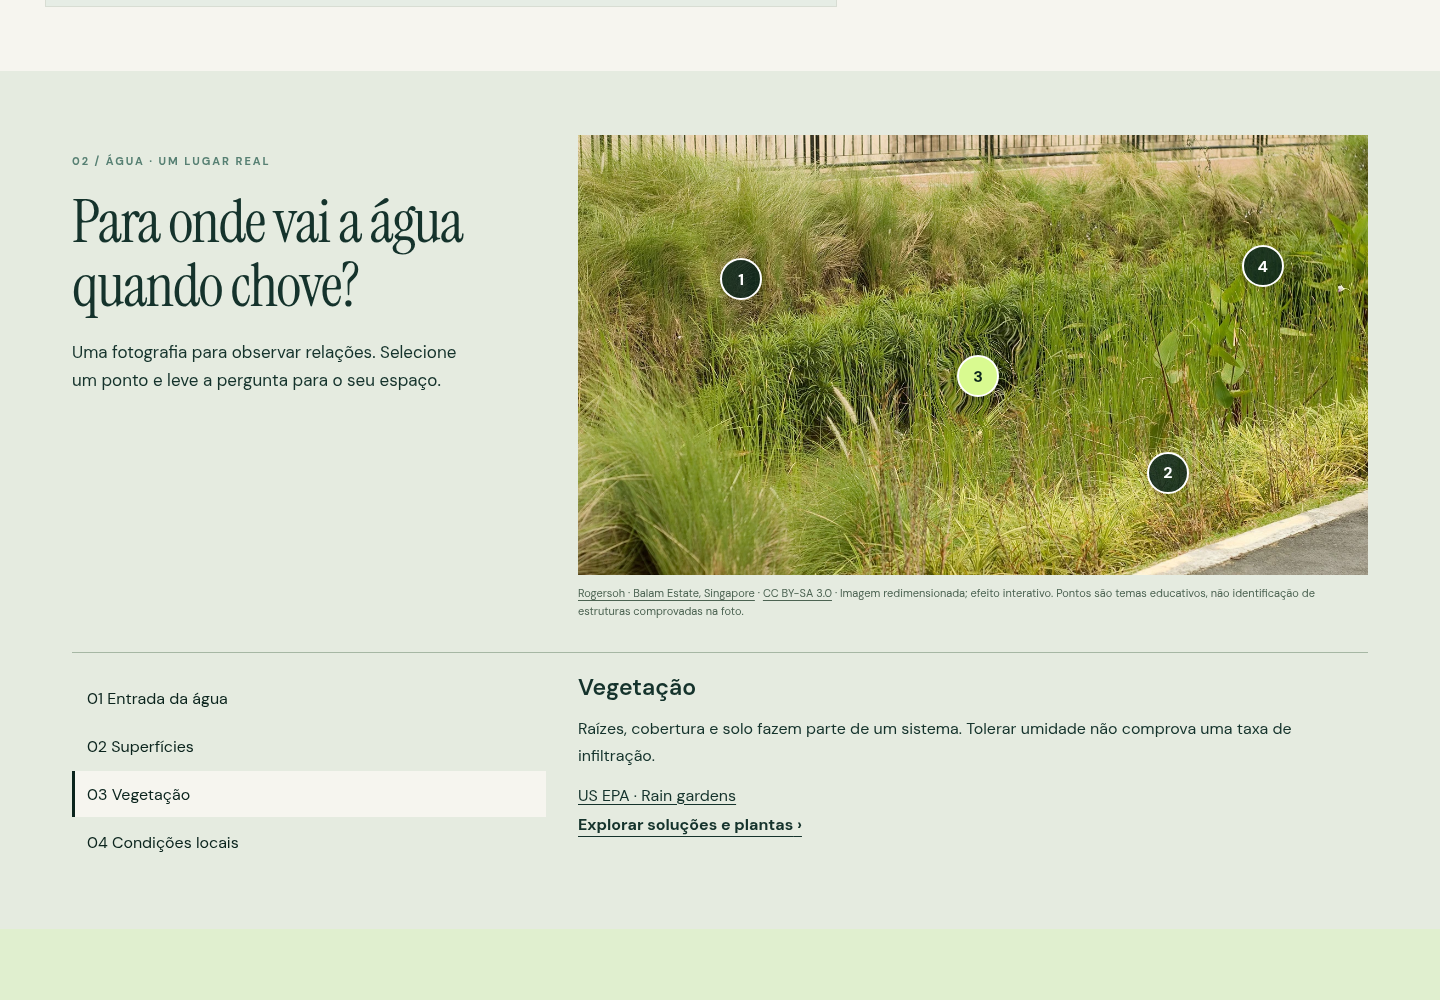 02 / ÁGUA · UM LUGAR REAL
Para onde vai a água
quando chove?
Uma fotografia para observar relações. Selecione
um ponto e leve a pergunta para o seu espaço.
1
4
3
2
Rogersoh · Balam Estate, Singapore · CC BY-SA 3.0 · Imagem redimensionada; efeito interativo. Pontos são temas educativos, não identificação de
estruturas comprovadas na foto.
01 Entrada da água
02 Superfícies
03 Vegetação
04 Condições locais
Vegetação
Raízes, cobertura e solo fazem parte de um sistema. Tolerar umidade não comprova uma taxa de
infiltração.
US EPA · Rain gardens
Explorar soluções e plantas ›